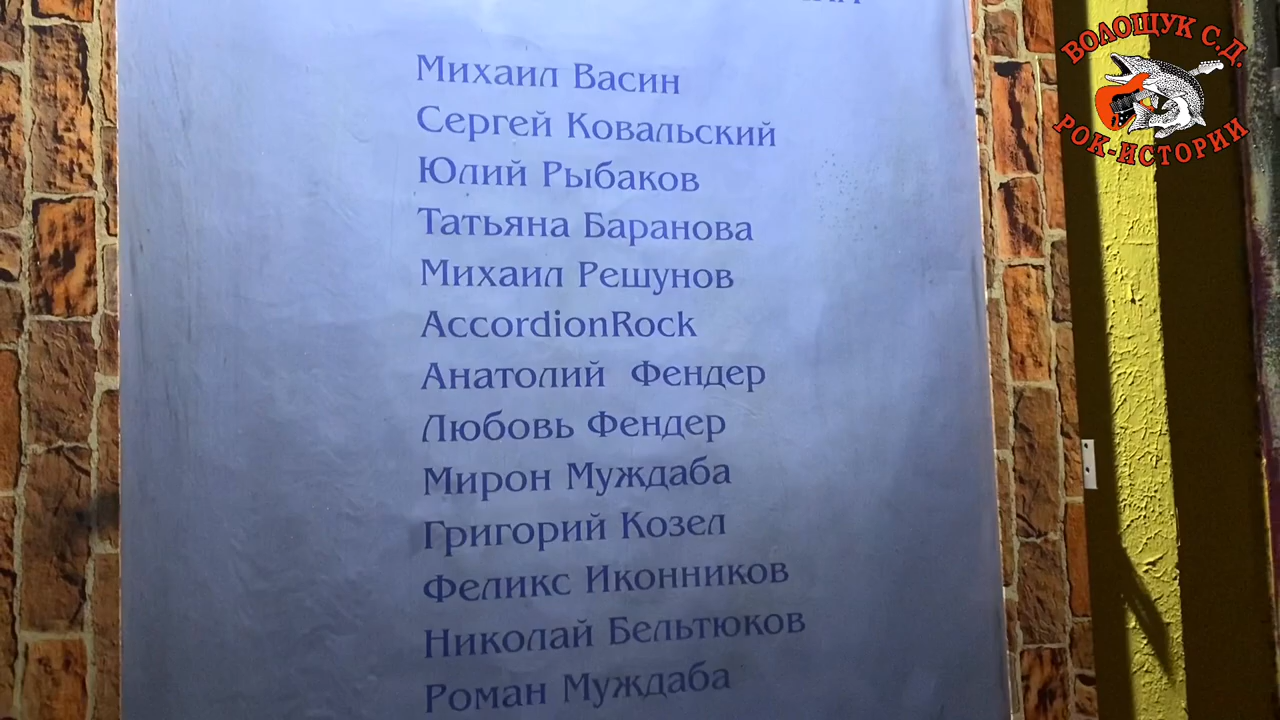 Михаил Васин
Сергей Ковальский
Юлий Рыбаков
Татьяна Баранова
Михаил Решунов
AccordionRock
Анатолий Фендер
Любовь Фендер
Мирон Муждаба
Григорий Козел
Феликс Иконников
Николай Бельтюков
Роман Муждаба
ВОЛОЩУК С.Д.
РОК-ИСТОРИИ